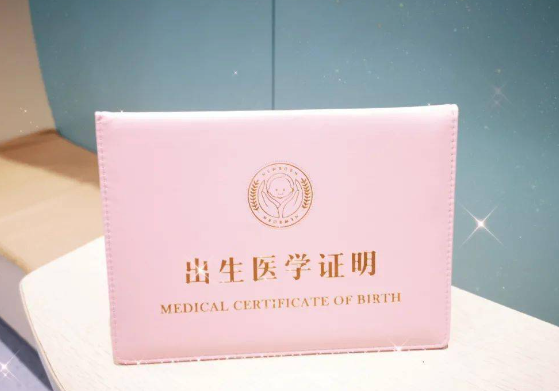 出生医学证明
MEDICAL CERTIFICATE OF BIRTH